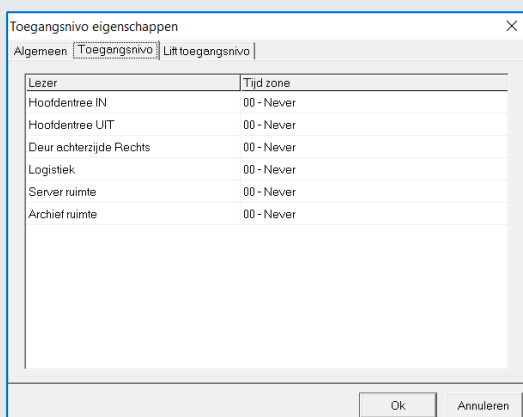 Toegangsnivo eigenschappen
Algemeen Toegangsnivo Lift toegangsnivo
Lezer Tijd zone
Hoofdentree IN 00 - Never
Hoofdentree UIT 00 - Never
Deur achterzijde Rechts 00 - Never
Logistiek 00 - Never
Server ruimte 00 - Never
Archief ruimte 00 - Never
Ok Annuleren